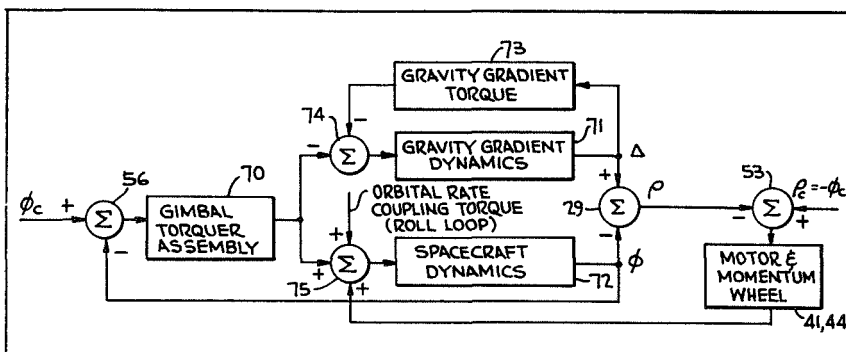 73
GRAVITY GRADIENT
TORQUE
74
–
–
Σ
71
GRAVITY GRADIENT
DYNAMICS
Δ
56
70
ϕc
+
Σ
–
GIMBAL
TORQUER
ASSEMBLY
ORBITAL RATE
COUPLING TORQUE
(ROLL LOOP)
+
29
Σ
–
ρ
53
–
Σ
+
ρc=-ϕc
+
+
Σ
75
+
SPACECRAFT
DYNAMICS
72
ϕ
MOTOR &
MOMENTUM
WHEEL
41,44